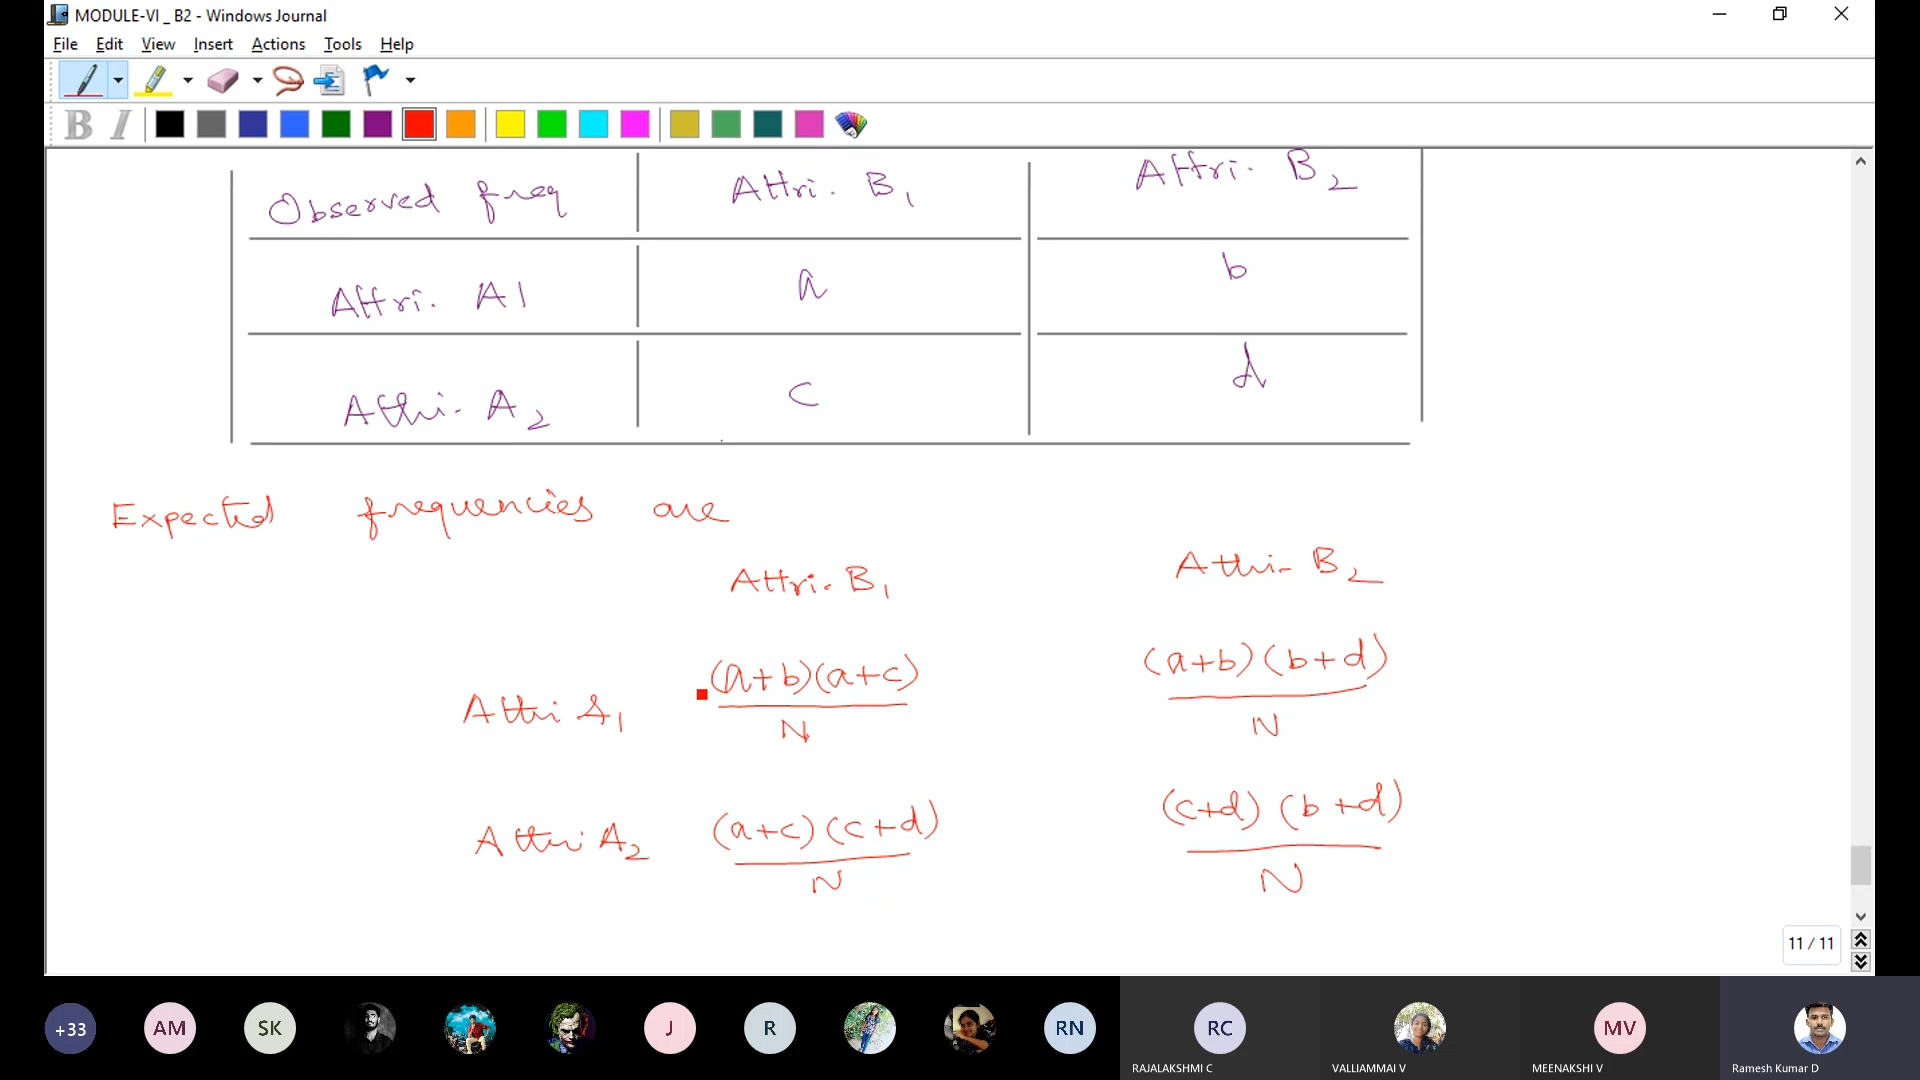 MODULE-VI _ B2 - Windows Journal
File Edit View Insert Actions Tools Help
B I
Observed freq Attri. B1 Attri. B2
Attri. A1 a b
Attri. A2 c d
Expected frequencies are
Attri. B1 Attri. B2
Attri A1 (a+b)(a+c)/N (a+b)(b+d)/N
Attri A2 (a+c)(c+d)/N (c+d)(b+d)/N
11 / 11
+33 AM SK J R RN RC MV
RAJALAKSHMI C VALLIAMMAI V MEENAKSHI V Ramesh Kumar D